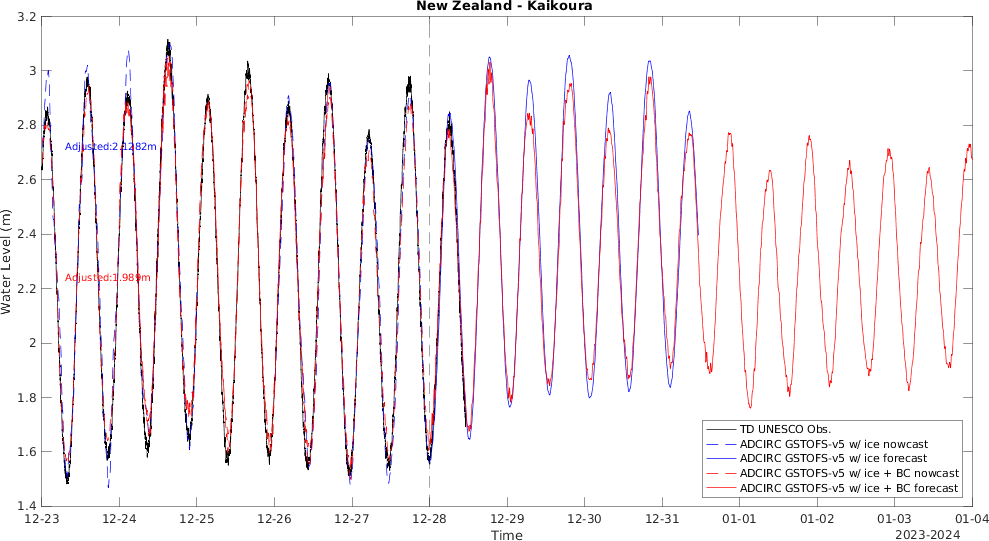 New Zealand - Kaikoura
3.2
3
2.8
2.6
2.4
2.2
2
1.8
1.6
1.4
Water Level (m)
Adjusted:2.1282m
Adjusted:1.989m
TD UNESCO Obs.
ADCIRC GSTOFS-v5 w/ ice nowcast
ADCIRC GSTOFS-v5 w/ ice forecast
ADCIRC GSTOFS-v5 w/ ice + BC nowcast
ADCIRC GSTOFS-v5 w/ ice + BC forecast
12-23 12-24 12-25 12-26 12-27 12-28 12-29 12-30 12-31 01-01 01-02 01-03 01-04
Time
2023-2024